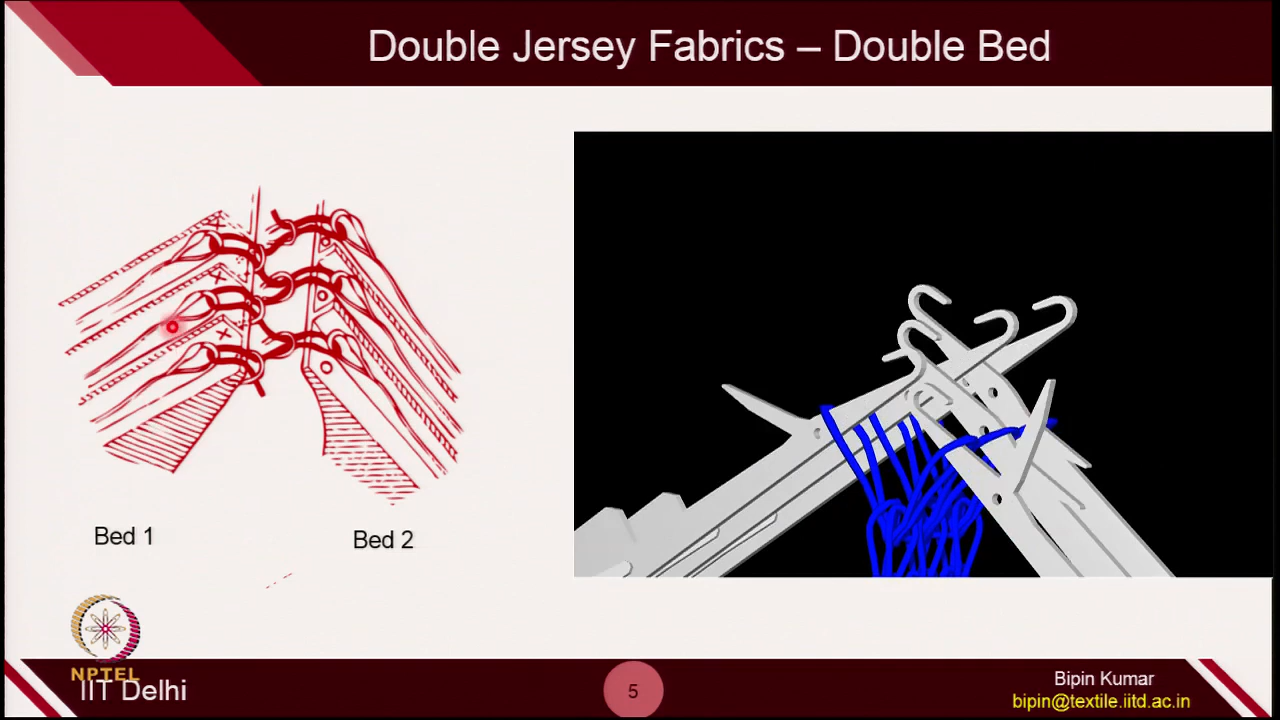 Double Jersey Fabrics – Double Bed
Bed 1
Bed 2
NPTEL
IIT Delhi
5
Bipin Kumar
bipin@textile.iitd.ac.in